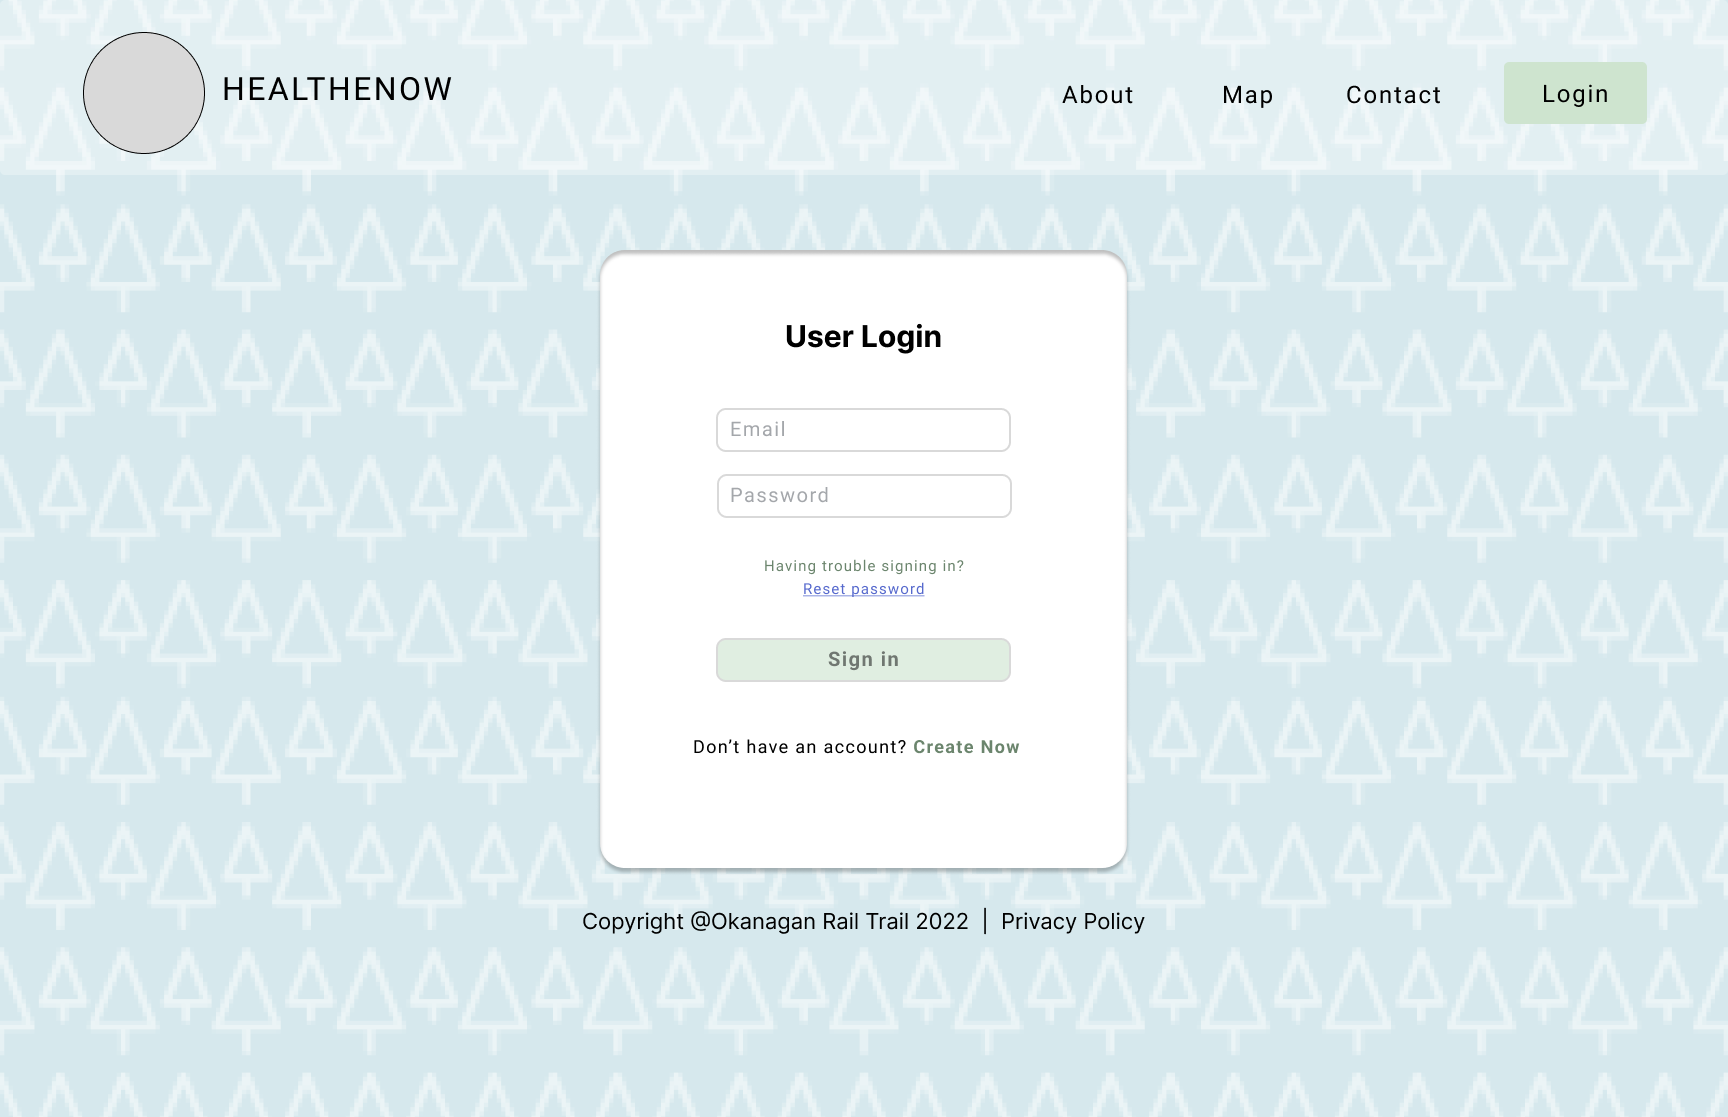 HEALTHENOW
About Map Contact Login
User Login
Email
Password
Having trouble signing in?
Reset password
Sign in
Don’t have an account? Create Now
Copyright @Okanagan Rail Trail 2022 | Privacy Policy